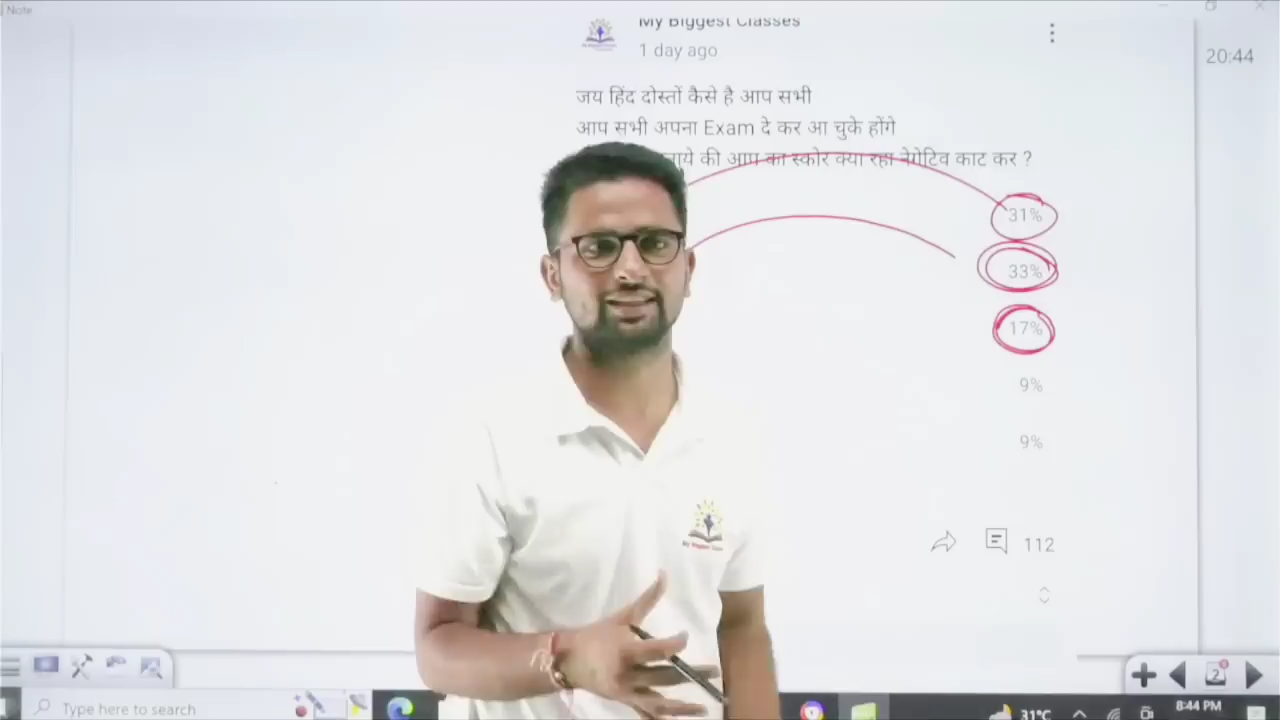 Note
My Biggest Classes
1 day ago
20:44
जय हिंद दोस्तों कैसे है आप सभी
आप सभी अपना Exam दे कर आ चुके होंगे
की आप का स्कोर क्या रहा नेगेटिव काट कर ?
31%
33%
17%
9%
9%
112
2
Type here to search
31°C
8:44 PM